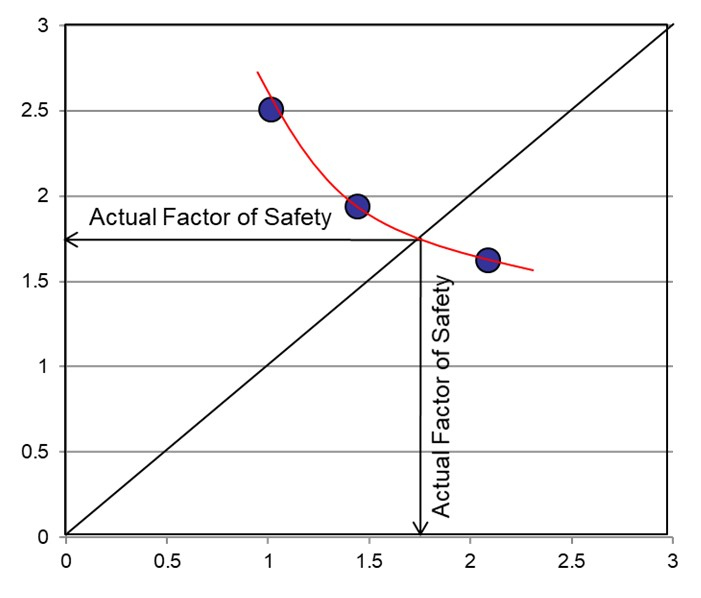 3
2.5
2
Actual Factor of Safety
1.5
Actual Factor of Safety
1
0.5
0
0 0.5 1 1.5 2 2.5 3